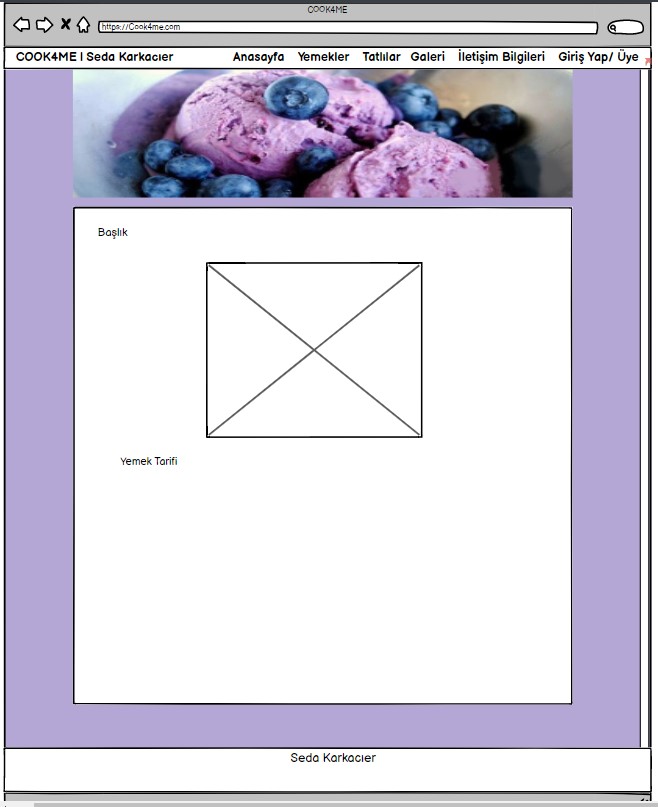 COOK4ME
https://Cook4me.com
COOK4ME | Seda Karkacıer Anasayfa Yemekler Tatlılar Galeri İletişim Bilgileri Giriş Yap/ Üye
Başlık
Yemek Tarifi
Seda Karkacıer